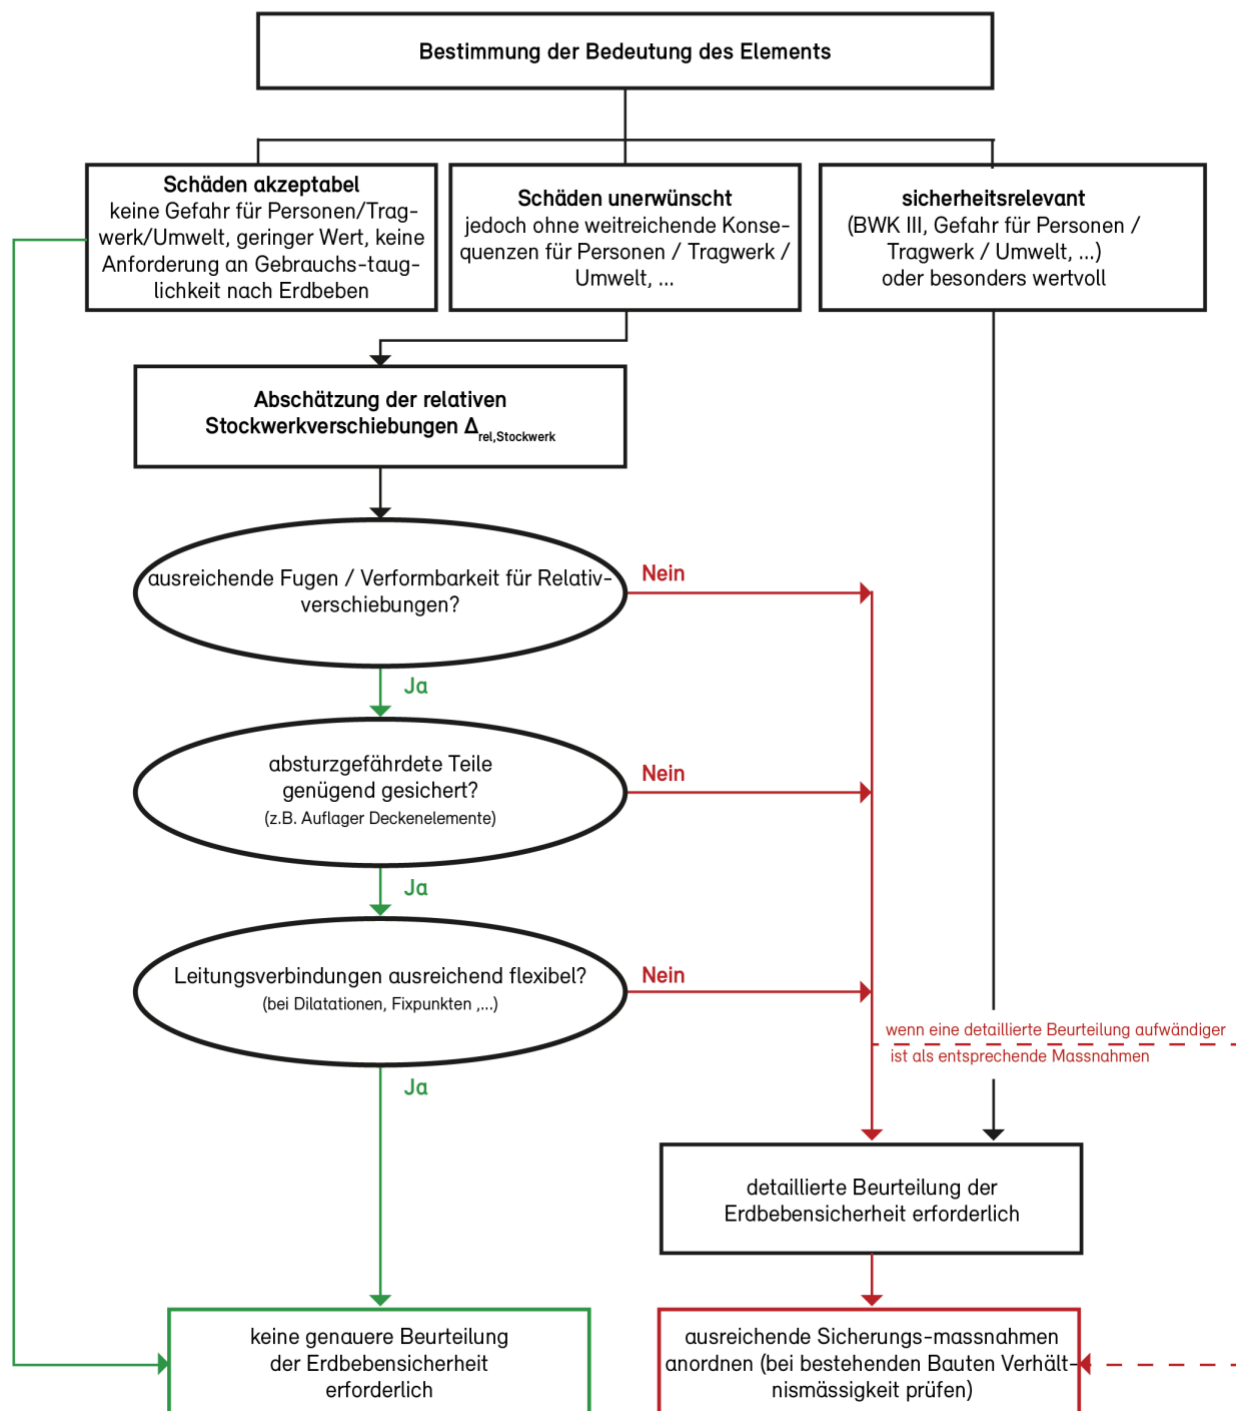 Bestimmung der Bedeutung des Elements
Schäden akzeptabel
keine Gefahr für Personen/Trag-
werk/Umwelt, geringer Wert, keine
Anforderung an Gebrauchs-taug-
lichkeit nach Erdbeben
Schäden unerwünscht
jedoch ohne weitreichende Konse-
quenzen für Personen / Tragwerk /
Umwelt, ...
sicherheitsrelevant
(BWK III, Gefahr für Personen /
Tragwerk / Umwelt, ...)
oder besonders wertvoll
Abschätzung der relativen
Stockwerkverschiebungen Δrel,Stockwerk
ausreichende Fugen / Verformbarkeit für Relativ-
verschiebungen?
Nein
Ja
absturzgefährdete Teile
genügend gesichert?
(z.B. Auflager Deckenelemente)
Nein
Ja
Leitungsverbindungen ausreichend flexibel?
(bei Dilatationen, Fixpunkten ,...)
Nein
Ja
wenn eine detaillierte Beurteilung aufwändiger
ist als entsprechende Massnahmen
detaillierte Beurteilung der
Erdbebensicherheit erforderlich
keine genauere Beurteilung
der Erdbebensicherheit
erforderlich
ausreichende Sicherungs-massnahmen
anordnen (bei bestehenden Bauten Verhält-
nismässigkeit prüfen)